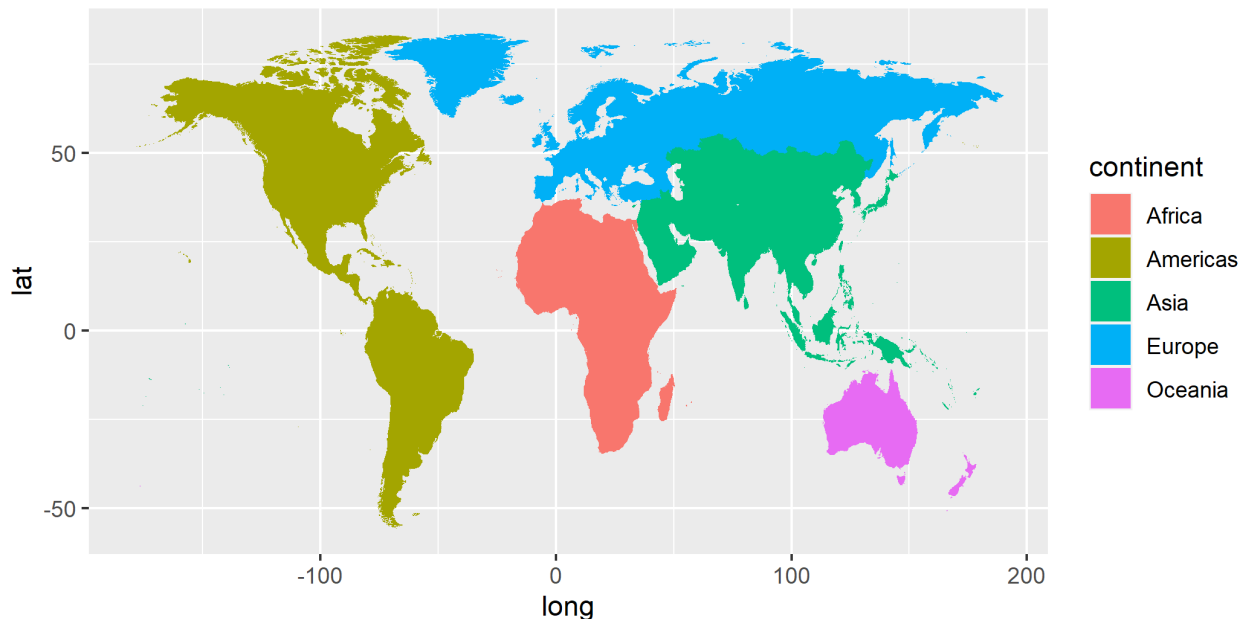 continent
Africa
Americas
Asia
Europe
Oceania
lat
50
0
-50
-100
0
100
200
long